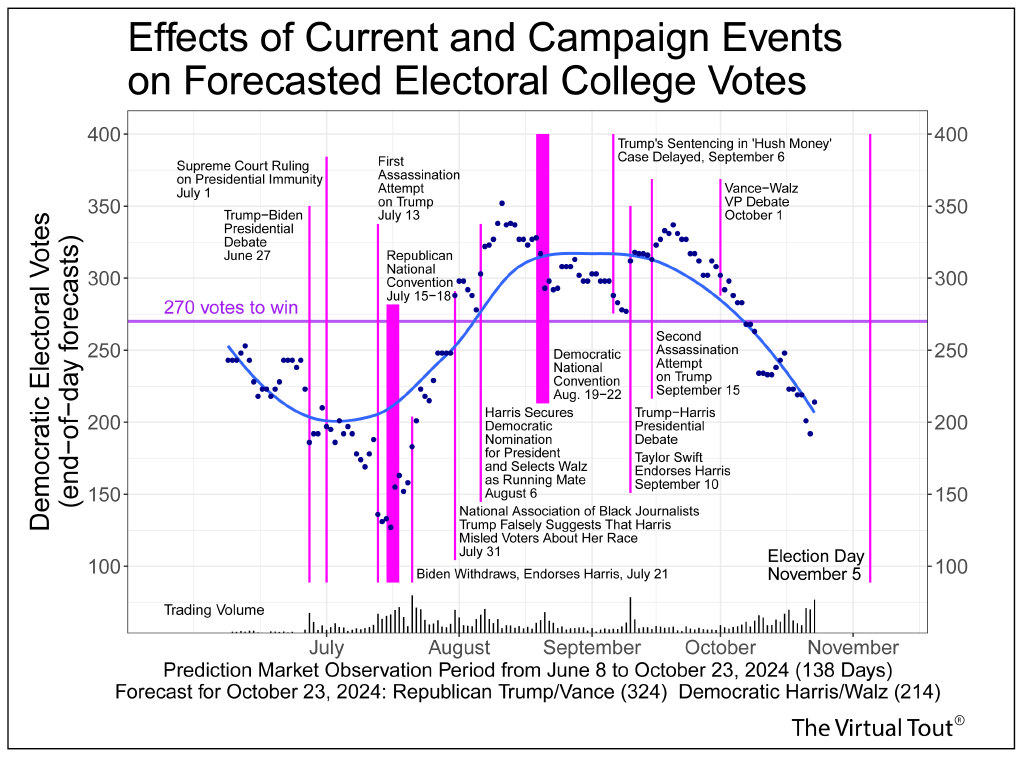 Effects of Current and Campaign Events
on Forecasted Electoral College Votes
Democratic Electoral Votes
(end−of−day forecasts)
400
350
300
250
200
150
100
400
350
300
250
200
150
100
Supreme Court Ruling
on Presidential Immunity
July 1
Trump−Biden
Presidential
Debate
June 27
First
Assassination
Attempt
on Trump
July 13
Republican
National
Convention
July 15−18
270 votes to win
Trump's Sentencing in 'Hush Money'
Case Delayed, September 6
Vance−Walz
VP Debate
October 1
Second
Assassination
Attempt
on Trump
September 15
Democratic
National
Convention
Aug. 19−22
Trump−Harris
Presidential
Debate
Taylor Swift
Endorses Harris
September 10
Harris Secures
Democratic
Nomination
for President
and Selects Walz
as Running Mate
August 6
National Association of Black Journalists
Trump Falsely Suggests That Harris
Misled Voters About Her Race
July 31
Biden Withdraws, Endorses Harris, July 21
Election Day
November 5
Trading Volume
July
August
September
October
November
Prediction Market Observation Period from June 8 to October 23, 2024 (138 Days)
Forecast for October 23, 2024: Republican Trump/Vance (324)  Democratic Harris/Walz (214)
The Virtual Tout®